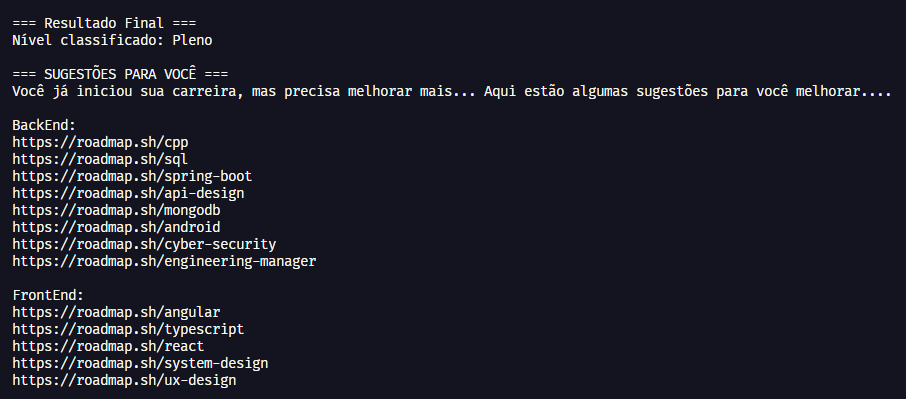 === Resultado Final ===
Nível classificado: Pleno
=== SUGESTÕES PARA VOCÊ ===
Você já iniciou sua carreira, mas precisa melhorar mais... Aqui estão algumas sugestões para você melhorar....
BackEnd:
https://roadmap.sh/cpp
https://roadmap.sh/sql
https://roadmap.sh/spring-boot
https://roadmap.sh/api-design
https://roadmap.sh/mongodb
https://roadmap.sh/android
https://roadmap.sh/cyber-security
https://roadmap.sh/engineering-manager
FrontEnd:
https://roadmap.sh/angular
https://roadmap.sh/typescript
https://roadmap.sh/react
https://roadmap.sh/system-design
https://roadmap.sh/ux-design